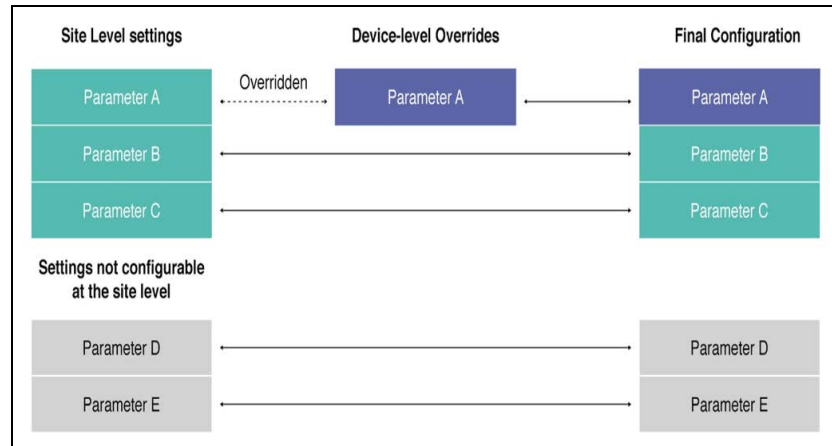 Site Level settings
Device-level Overrides
Final Configuration
Parameter A
Overridden
Parameter A
Parameter A
Parameter B
Parameter B
Parameter C
Parameter C
Settings not configurable
at the site level
Parameter D
Parameter D
Parameter E
Parameter E